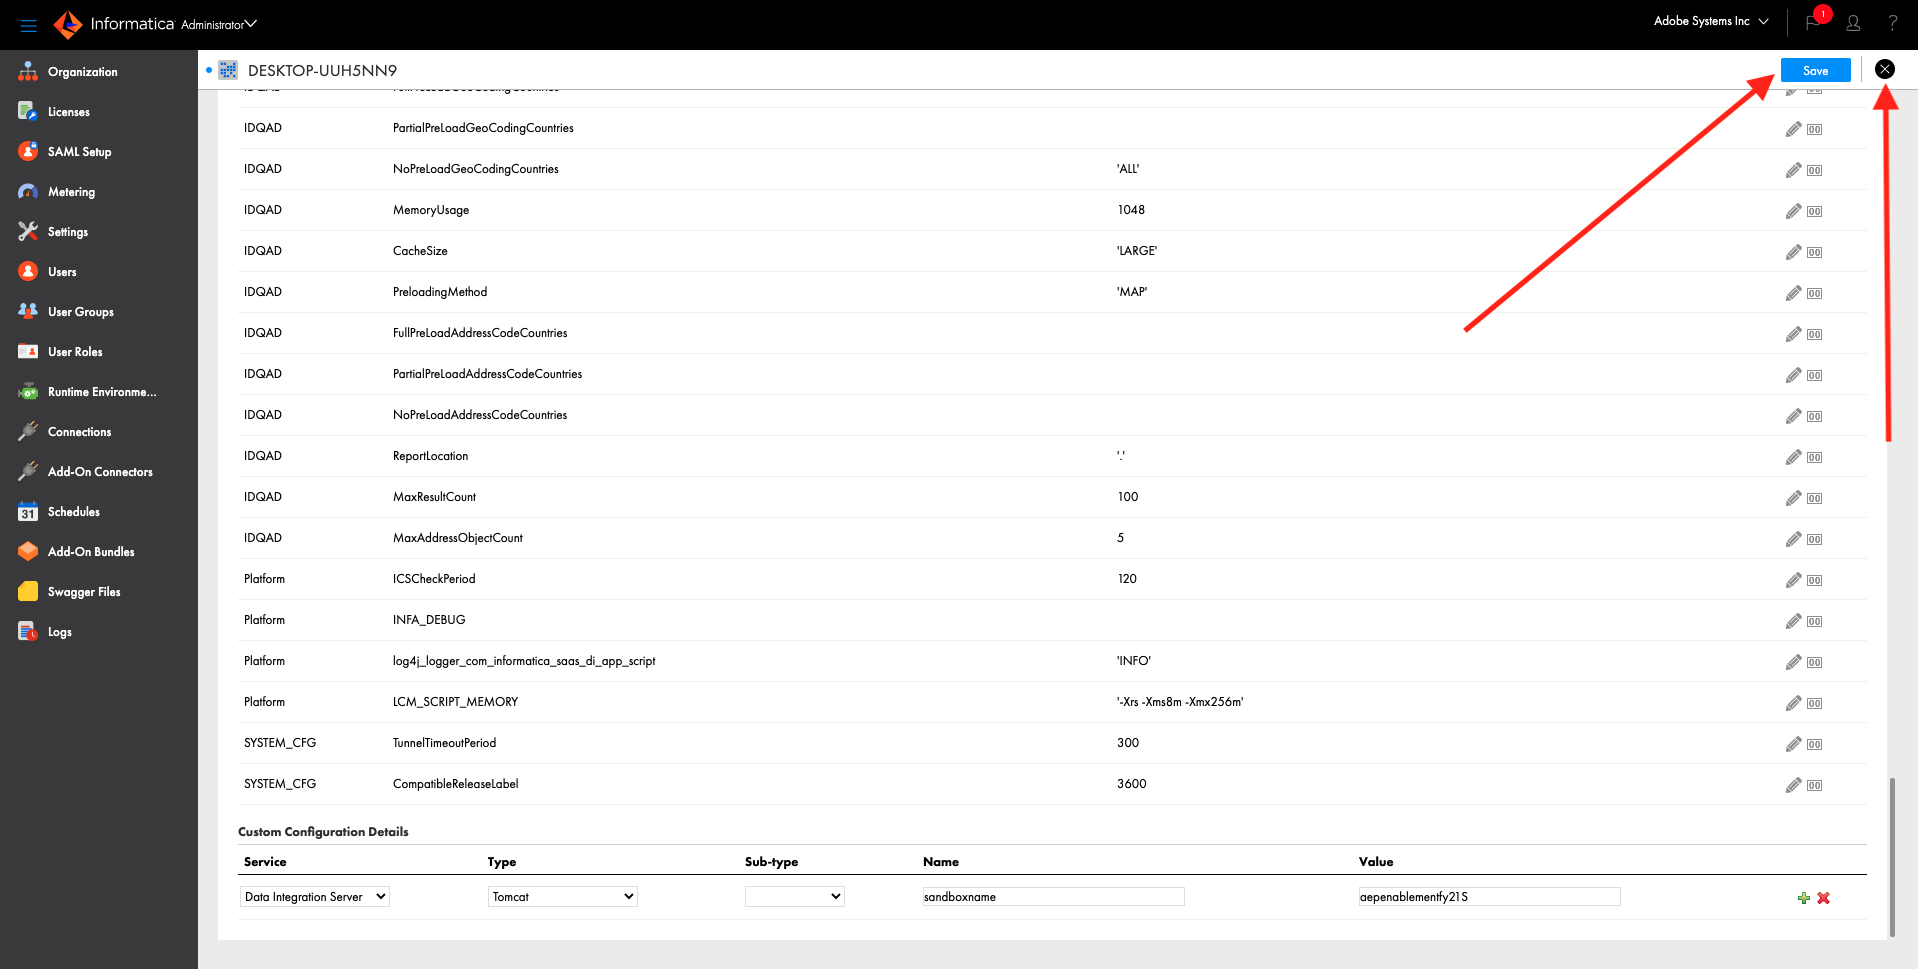 Informatica Administrator
Adobe Systems Inc
1
?
Organization
Licenses
SAML Setup
Metering
Settings
Users
User Groups
User Roles
Runtime Environme...
Connections
Add-On Connectors
31 Schedules
Add-On Bundles
Swagger Files
Logs
DESKTOP-UUH5NN9
Save
IDQAD FullPreLoadGeoCodingCountries
IDQAD PartialPreLoadGeoCodingCountries
IDQAD NoPreLoadGeoCodingCountries 'ALL'
IDQAD MemoryUsage 1048
IDQAD CacheSize 'LARGE'
IDQAD PreloadingMethod 'MAP'
IDQAD FullPreLoadAddressCodeCountries
IDQAD PartialPreLoadAddressCodeCountries
IDQAD NoPreLoadAddressCodeCountries
IDQAD ReportLocation '.'
IDQAD MaxResultCount 100
IDQAD MaxAddressObjectCount 5
Platform ICSCheckPeriod 120
Platform INFA_DEBUG
Platform log4j_logger_com_informatica_saas_di_app_script 'INFO'
Platform LCM_SCRIPT_MEMORY '-Xrs -Xms8m -Xmx256m'
SYSTEM_CFG TunnelTimeoutPeriod 300
SYSTEM_CFG CompatibleReleaseLabel 3600
Custom Configuration Details
Service Type Sub-type Name Value
Data Integration Server Tomcat sandboxname aepenablementfy21S